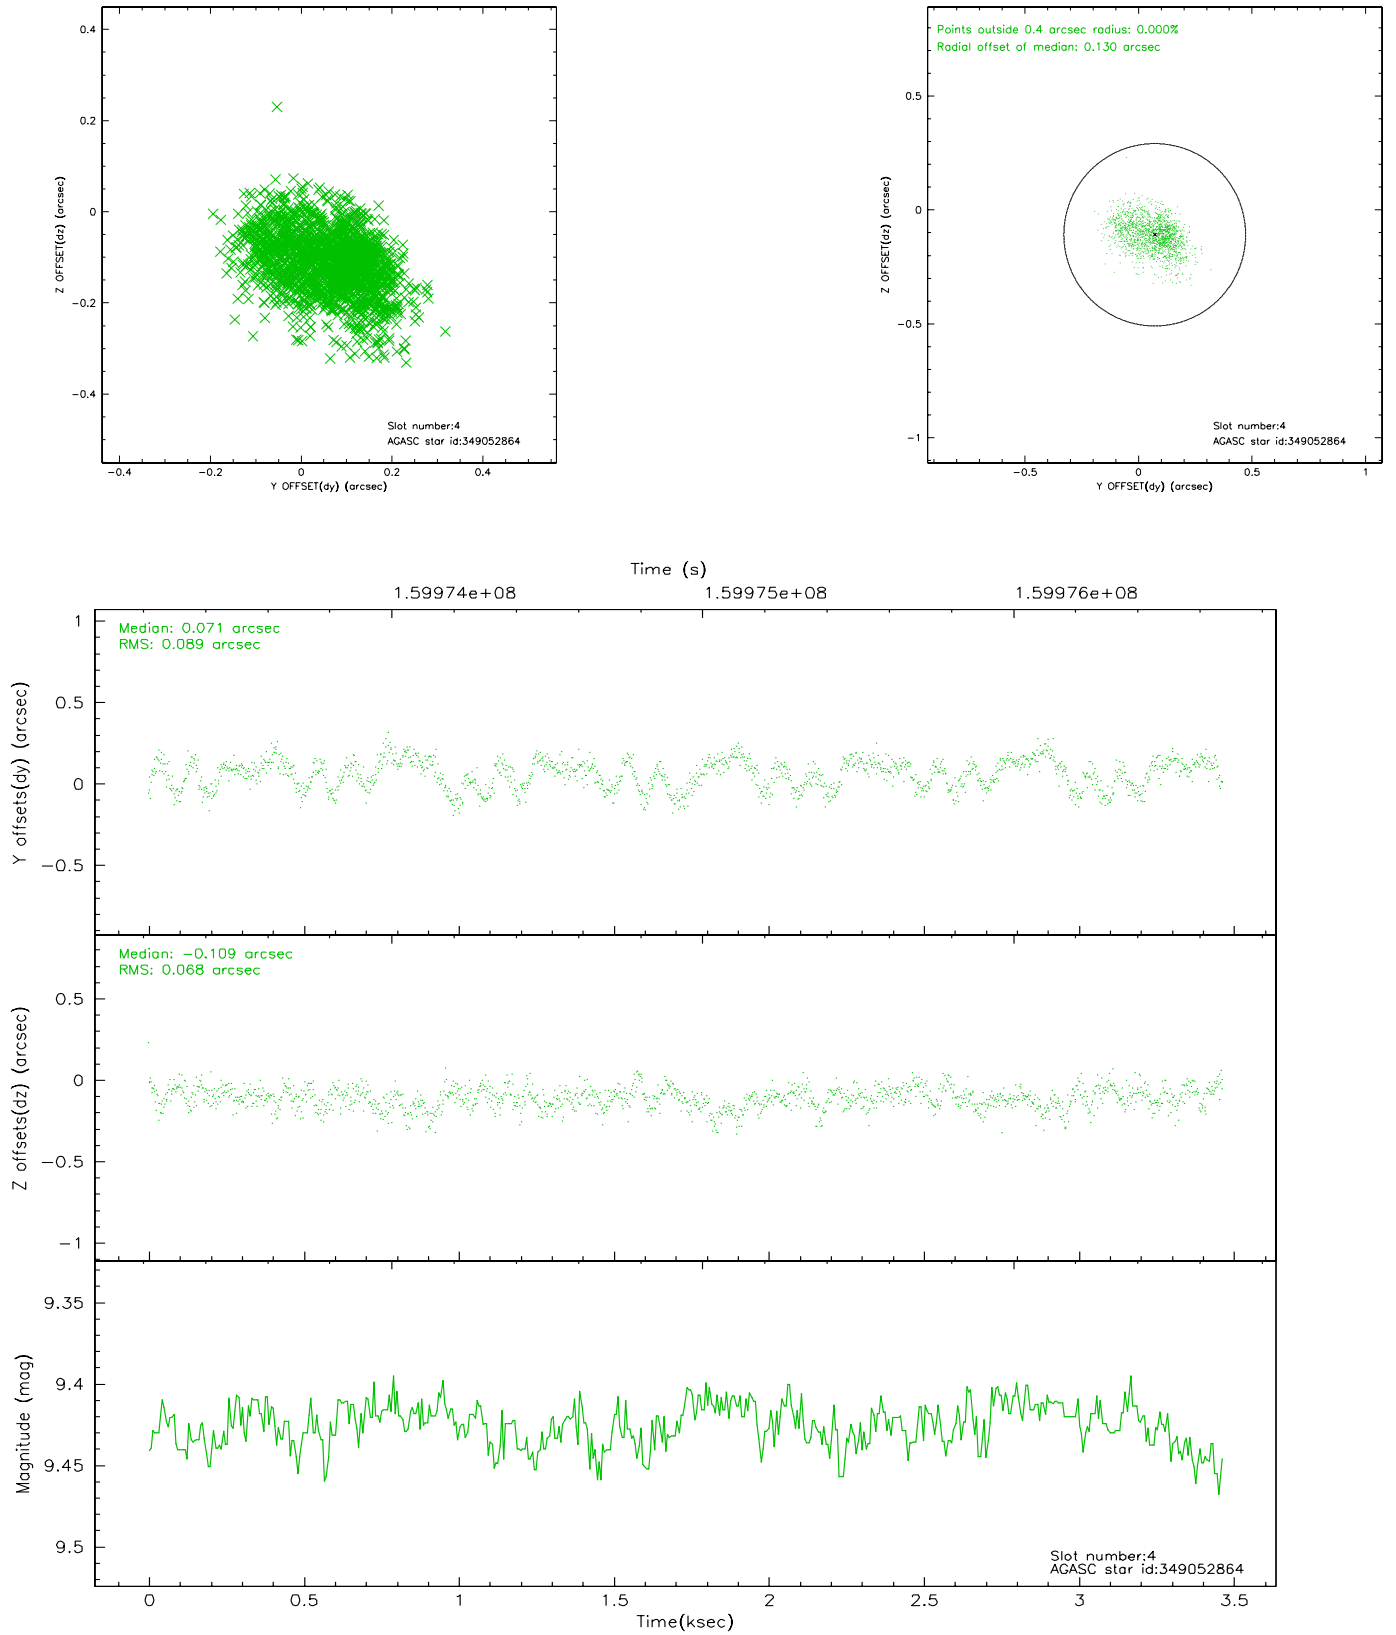 0.4
0.2
0
−0.2
−0.4
Z OFFSET(dz) (arcsec)
Slot number:4
AGASC star id:349052864
−0.4 −0.2 0 0.2 0.4
Y OFFSET(dy) (arcsec)
Points outside 0.4 arcsec radius: 0.000%
Radial offset of median: 0.130 arcsec
0.5
0
−0.5
−1
Z OFFSET(dz) (arcsec)
Slot number:4
AGASC star id:349052864
−0.5 0 0.5 1
Y OFFSET(dy) (arcsec)
Time (s)
1.59974e+08 1.59975e+08 1.59976e+08
Median: 0.071 arcsec
RMS: 0.089 arcsec
1
0.5
0
−0.5
Y offsets(dy) (arcsec)
Median: −0.109 arcsec
RMS: 0.068 arcsec
0.5
0
−0.5
−1
Z offsets(dz) (arcsec)
9.35
9.4
9.45
9.5
Magnitude (mag)
Slot number:4
AGASC star id:349052864
0 0.5 1 1.5 2 2.5 3 3.5
Time(ksec)